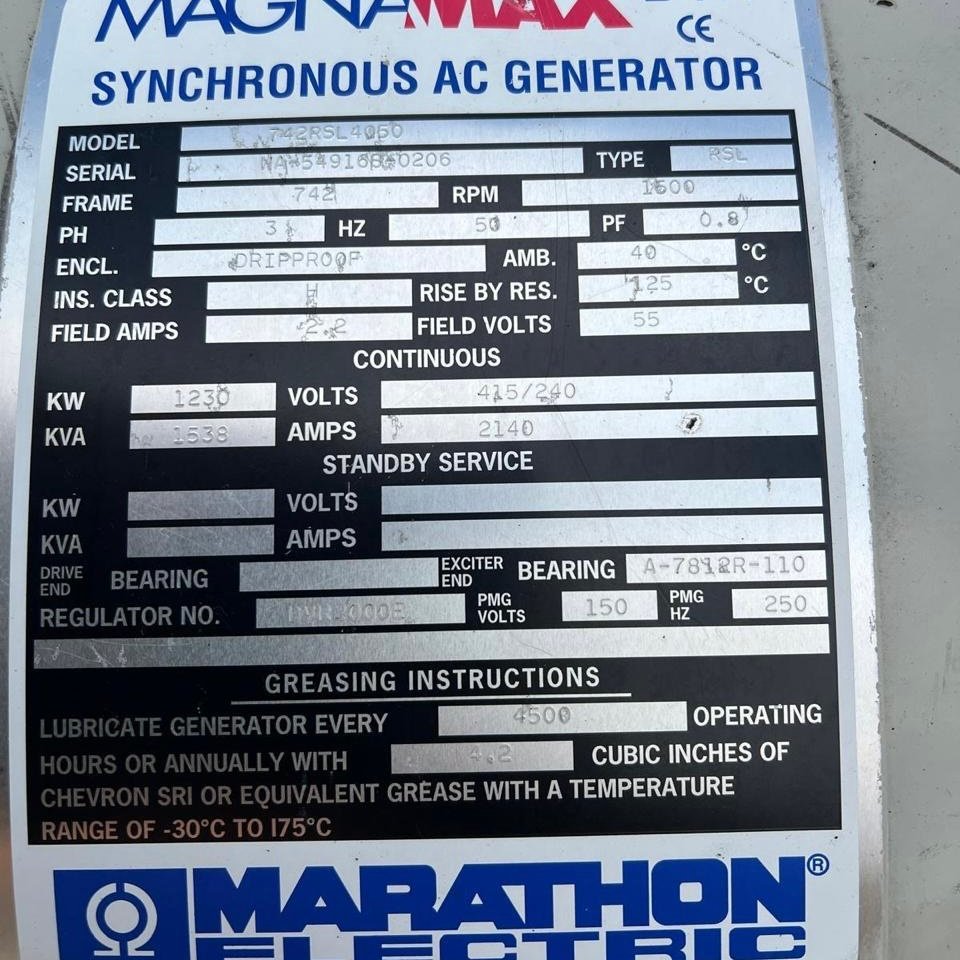 MAGNAMAX
CE
SYNCHRONOUS AC GENERATOR
MODEL 742RSL4050
SERIAL TYPE RSL
FRAME 742 RPM 1500
PH 3 HZ 50 PF 0.8
ENCL. DRIPPROOF AMB. 40 °C
INS. CLASS H RISE BY RES. 125 °C
FIELD AMPS 2.2 FIELD VOLTS 55
CONTINUOUS
KW 1230 VOLTS 415/240
KVA 1538 AMPS 2140
STANDBY SERVICE
KW VOLTS
KVA AMPS
DRIVE END BEARING EXCITER END BEARING A-7812R-110
REGULATOR NO. DVR2000E PMG VOLTS 150 PMG HZ 250
GREASING INSTRUCTIONS
LUBRICATE GENERATOR EVERY 4500 OPERATING
HOURS OR ANNUALLY WITH 4.2 CUBIC INCHES OF
CHEVRON SRI OR EQUIVALENT GREASE WITH A TEMPERATURE
RANGE OF -30°C TO 175°C
MARATHON®
ELECTRIC